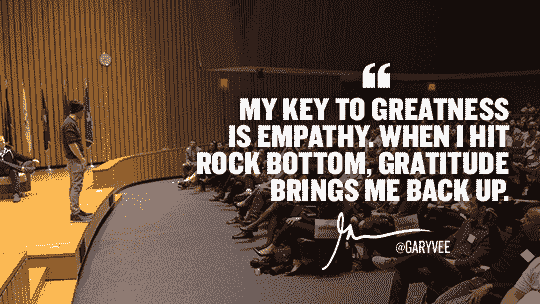 “
MY KEY TO GREATNESS
IS EMPATHY. WHEN I HIT
ROCK BOTTOM, GRATITUDE
BRINGS ME BACK UP.
@GARYVEE